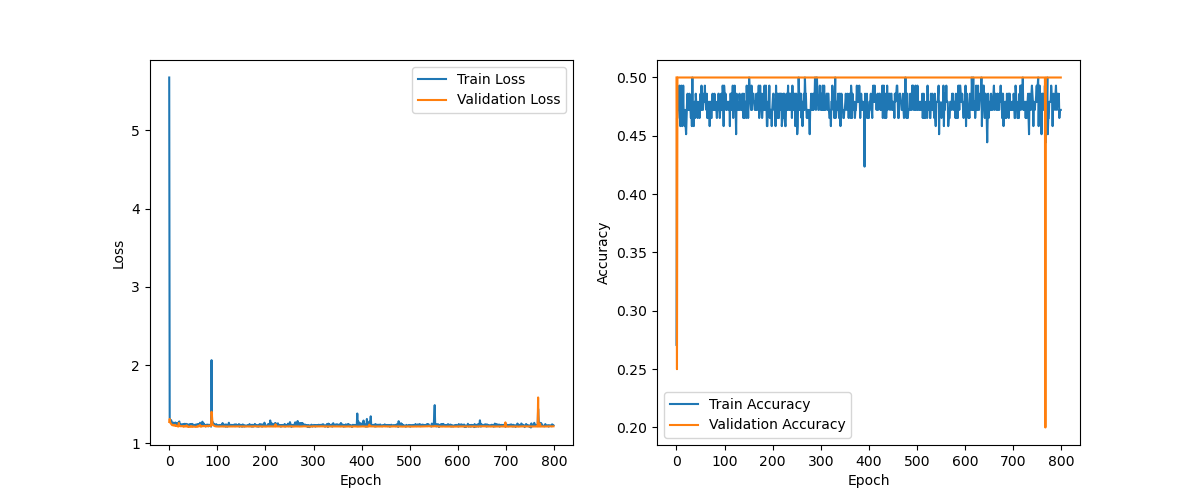 Train Loss
Validation Loss
5
4
3
2
1
0 100 200 300 400 500 600 700 800
Epoch
Loss
0.50
0.45
0.40
0.35
0.30
0.25
0.20
Train Accuracy
Validation Accuracy
0 100 200 300 400 500 600 700 800
Epoch
Accuracy